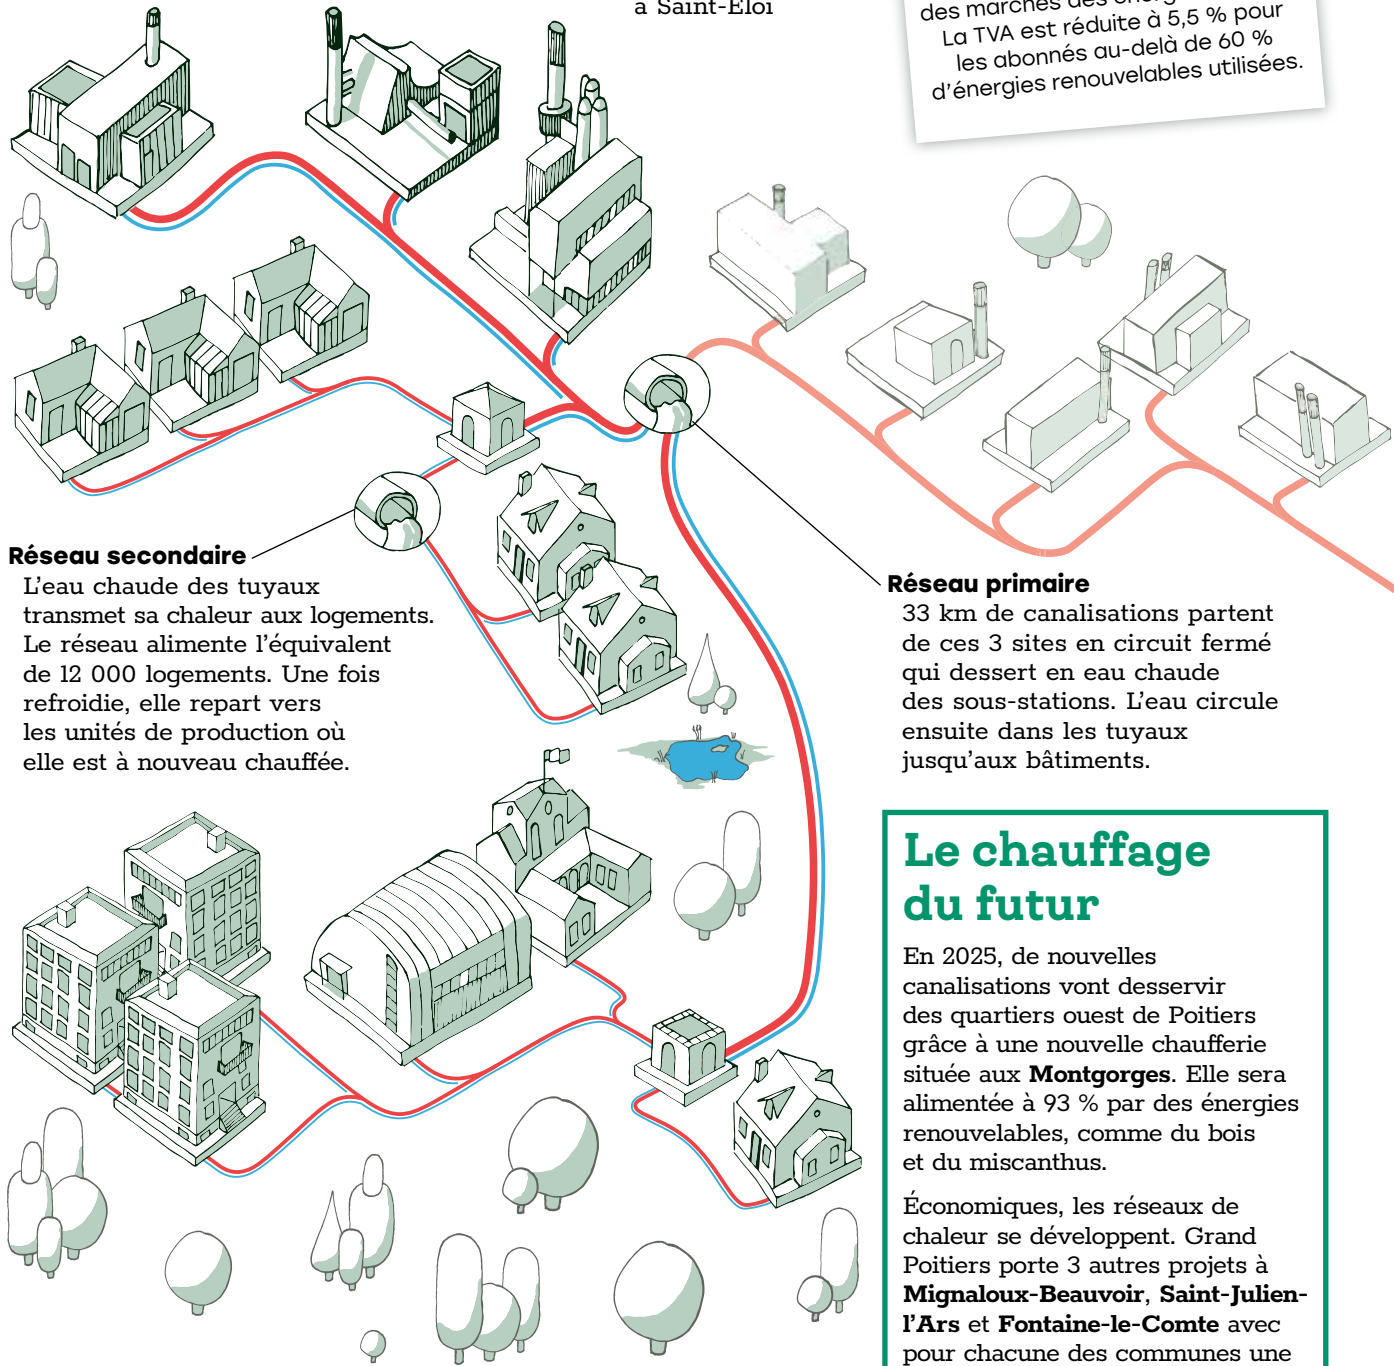 à Saint-Éloi
des marchés des énergies
La TVA est réduite à 5,5 % pour
les abonnés au-delà de 60 %
d'énergies renouvelables utilisées.
Réseau secondaire
L'eau chaude des tuyaux
transmet sa chaleur aux logements.
Le réseau alimente l'équivalent
de 12 000 logements. Une fois
refroidie, elle repart vers
les unités de production où
elle est à nouveau chauffée.
Réseau primaire
33 km de canalisations partent
de ces 3 sites en circuit fermé
qui dessert en eau chaude
des sous-stations. L'eau circule
ensuite dans les tuyaux
jusqu'aux bâtiments.
Le chauffage
du futur
En 2025, de nouvelles
canalisations vont desservir
des quartiers ouest de Poitiers
grâce à une nouvelle chaufferie
située aux Montgorges. Elle sera
alimentée à 93 % par des énergies
renouvelables, comme du bois
et du miscanthus.
Économiques, les réseaux de
chaleur se développent. Grand
Poitiers porte 3 autres projets à
Mignaloux-Beauvoir, Saint-Julien-
l'Ars et Fontaine-le-Comte avec
pour chacune des communes une